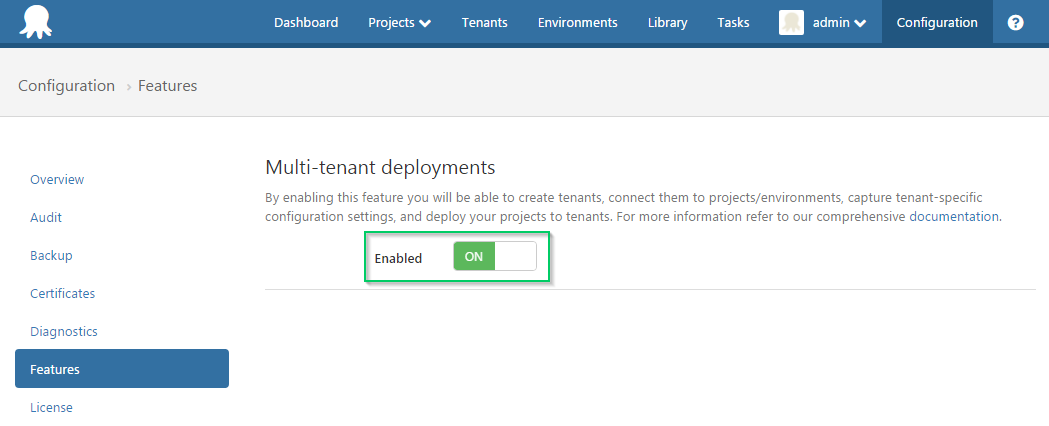 Dashboard Projects Tenants Environments Library Tasks admin Configuration ?
Configuration › Features
Overview
Audit
Backup
Certificates
Diagnostics
Features
License
Multi-tenant deployments
By enabling this feature you will be able to create tenants, connect them to projects/environments, capture tenant-specific
configuration settings, and deploy your projects to tenants. For more information refer to our comprehensive documentation.
Enabled ON